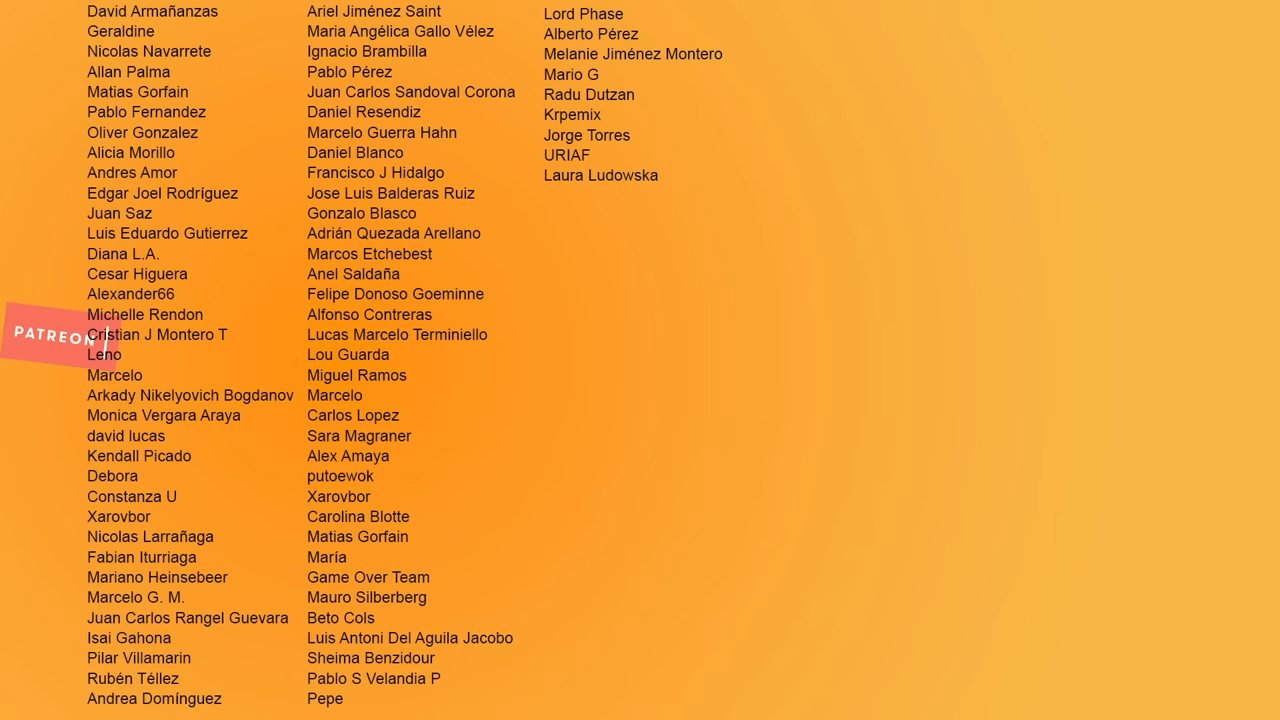 David Armañanzas
Geraldine
Nicolas Navarrete
Allan Palma
Matias Gorfain
Pablo Fernandez
Oliver Gonzalez
Alicia Morillo
Andres Amor
Edgar Joel Rodríguez
Juan Saz
Luis Eduardo Gutierrez
Diana L.A.
Cesar Higuera
Alexander66
Michelle Rendon
PATREON
Cristian J Montero T
Leno
Marcelo
Arkady Nikelyovich Bogdanov
Monica Vergara Araya
david lucas
Kendall Picado
Debora
Constanza U
Xarovbor
Nicolas Larrañaga
Fabian Iturriaga
Mariano Heinsebeer
Marcelo G. M.
Juan Carlos Rangel Guevara
Isai Gahona
Pilar Villamarin
Rubén Téllez
Andrea Domínguez
Ariel Jiménez Saint
Maria Angélica Gallo Vélez
Ignacio Brambilla
Pablo Pérez
Juan Carlos Sandoval Corona
Daniel Resendiz
Marcelo Guerra Hahn
Daniel Blanco
Francisco J Hidalgo
Jose Luis Balderas Ruiz
Gonzalo Blasco
Adrián Quezada Arellano
Marcos Etchebest
Anel Saldaña
Felipe Donoso Goeminne
Alfonso Contreras
Lucas Marcelo Terminiello
Lou Guarda
Miguel Ramos
Marcelo
Carlos Lopez
Sara Magraner
Alex Amaya
putoewok
Xarovbor
Carolina Blotte
Matias Gorfain
María
Game Over Team
Mauro Silberberg
Beto Cols
Luis Antoni Del Aguila Jacobo
Sheima Benzidour
Pablo S Velandia P
Pepe
Lord Phase
Alberto Pérez
Melanie Jiménez Montero
Mario G
Radu Dutzan
Krpemix
Jorge Torres
URIAF
Laura Ludowska